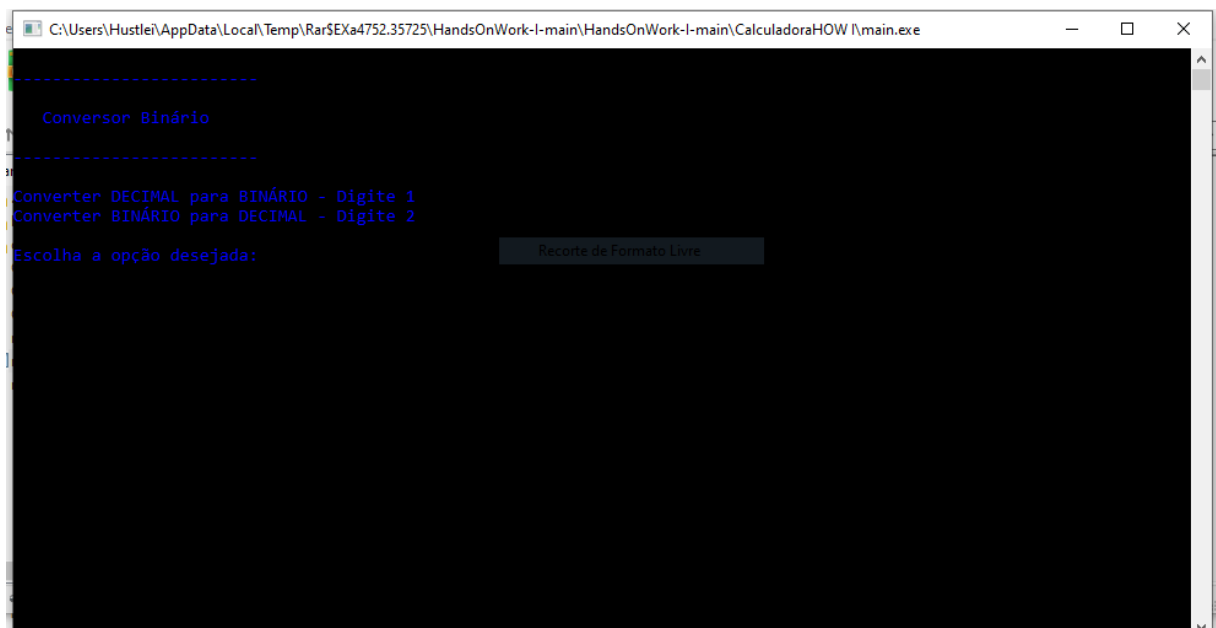 C:\Users\Hustlei\AppData\Local\Temp\Rar$EXa4752.35725\HandsOnWork-I-main\HandsOnWork-I-main\CalculadoraHOW I\main.exe
-------------------------
Conversor Binário
-------------------------
Converter DECIMAL para BINÁRIO - Digite 1
Converter BINÁRIO para DECIMAL - Digite 2
Escolha a opção desejada:
Recorte de Formato Livre